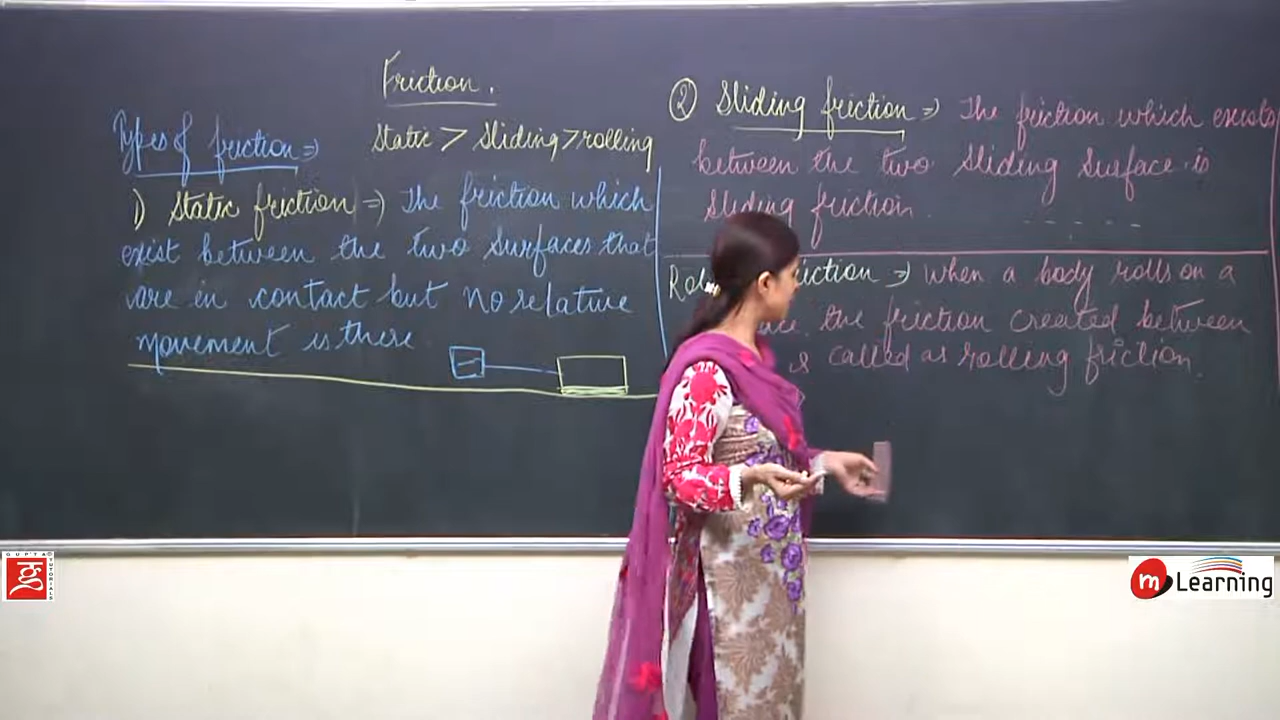 Friction.
Types of friction ⇒
Static > Sliding > rolling
1) Static friction ⇒ The friction which
exist between the two surfaces that
are in contact but no relative
movement is there
② Sliding friction ⇒ The friction which exists
between the two Sliding Surface is
Sliding friction.
⇒ when a body rolls on a
the friction created between
is called as rolling friction.
GUPTA
TUTORIALS
m Learning